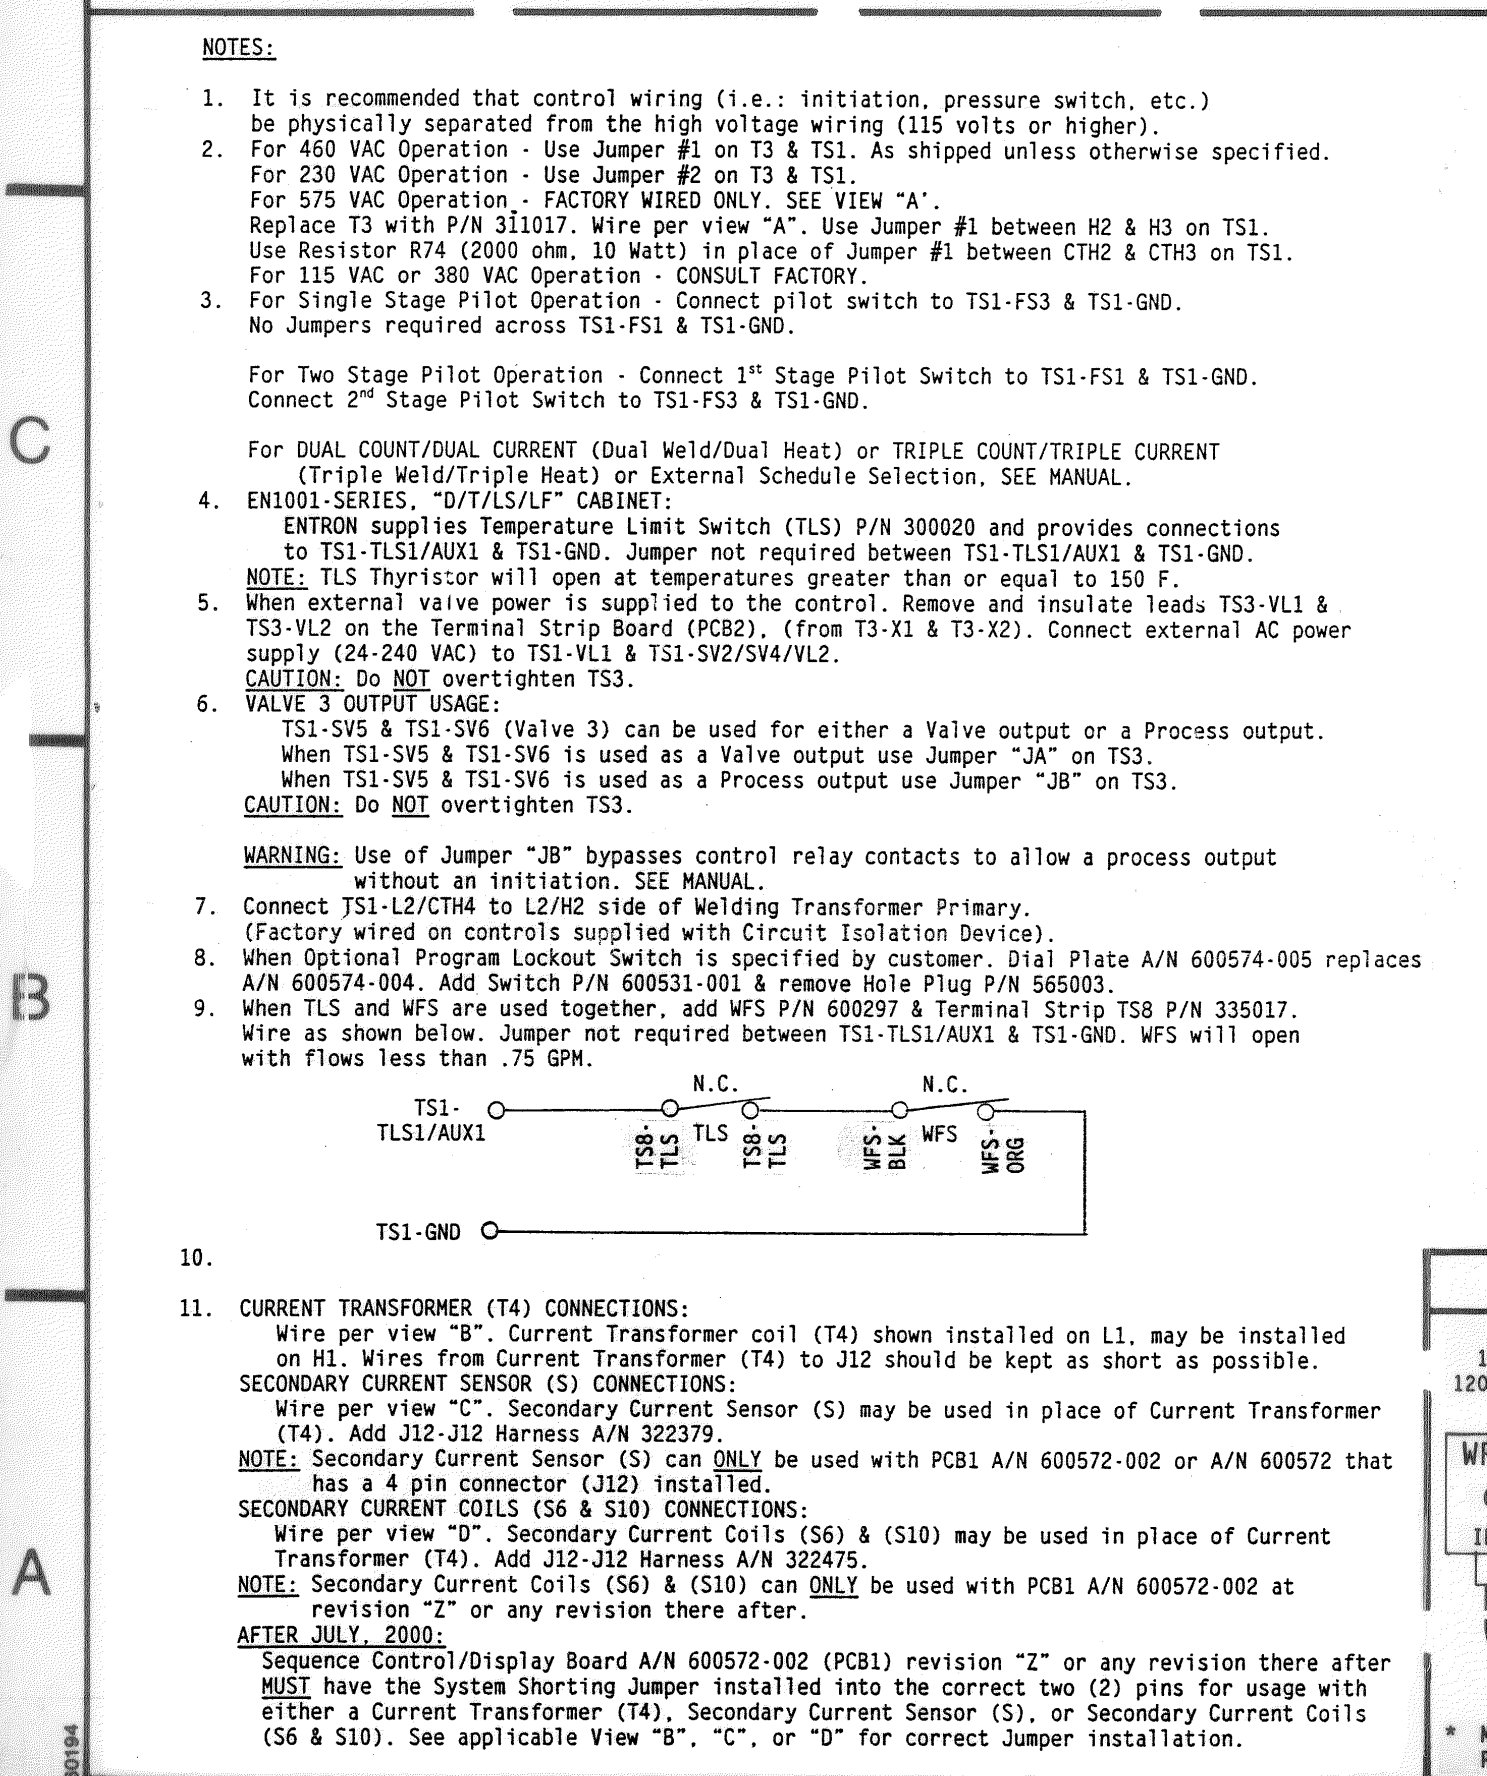 NOTES:
1. It is recommended that control wiring (i.e.: initiation, pressure switch, etc.)
be physically separated from the high voltage wiring (115 volts or higher).
2. For 460 VAC Operation - Use Jumper #1 on T3 & TS1. As shipped unless otherwise specified.
For 230 VAC Operation - Use Jumper #2 on T3 & TS1.
For 575 VAC Operation - FACTORY WIRED ONLY. SEE VIEW "A".
Replace T3 with P/N 311017. Wire per view "A". Use Jumper #1 between H2 & H3 on TS1.
Use Resistor R74 (2000 ohm, 10 Watt) in place of Jumper #1 between CTH2 & CTH3 on TS1.
For 115 VAC or 380 VAC Operation - CONSULT FACTORY.
3. For Single Stage Pilot Operation - Connect pilot switch to TS1-FS3 & TS1-GND.
No Jumpers required across TS1-FS1 & TS1-GND.
For Two Stage Pilot Operation - Connect 1st Stage Pilot Switch to TS1-FS1 & TS1-GND.
Connect 2nd Stage Pilot Switch to TS1-FS3 & TS1-GND.
For DUAL COUNT/DUAL CURRENT (Dual Weld/Dual Heat) or TRIPLE COUNT/TRIPLE CURRENT
(Triple Weld/Triple Heat) or External Schedule Selection, SEE MANUAL.
C
4. EN1001-SERIES, "D/T/LS/LF" CABINET:
ENTRON supplies Temperature Limit Switch (TLS) P/N 300020 and provides connections
to TS1-TLS1/AUX1 & TS1-GND. Jumper not required between TS1-TLS1/AUX1 & TS1-GND.
NOTE: TLS Thyristor will open at temperatures greater than or equal to 150 F.
5. When external valve power is supplied to the control. Remove and insulate leads TS3-VL1 &
TS3-VL2 on the Terminal Strip Board (PCB2), (from T3-X1 & T3-X2). Connect external AC power
supply (24-240 VAC) to TS1-VL1 & TS1-SV2/SV4/VL2.
CAUTION: Do NOT overtighten TS3.
6. VALVE 3 OUTPUT USAGE:
TS1-SV5 & TS1-SV6 (Valve 3) can be used for either a Valve output or a Process output.
When TS1-SV5 & TS1-SV6 is used as a Valve output use Jumper "JA" on TS3.
When TS1-SV5 & TS1-SV6 is used as a Process output use Jumper "JB" on TS3.
CAUTION: Do NOT overtighten TS3.
WARNING: Use of Jumper "JB" bypasses control relay contacts to allow a process output
without an initiation. SEE MANUAL.
7. Connect TS1-L2/CTH4 to L2/H2 side of Welding Transformer Primary.
(Factory wired on controls supplied with Circuit Isolation Device).
8. When Optional Program Lockout Switch is specified by customer. Dial Plate A/N 600574-005 replaces
A/N 600574-004. Add Switch P/N 600531-001 & remove Hole Plug P/N 565003.
B
9. When TLS and WFS are used together, add WFS P/N 600297 & Terminal Strip TS8 P/N 335017.
Wire as shown below. Jumper not required between TS1-TLS1/AUX1 & TS1-GND. WFS will open
with flows less than .75 GPM.
N.C. N.C.
TS1-
TLS1/AUX1
TS8-
TLS
TLS
TS8-
TLS
WFS-
BLK
WFS
WFS-
ORG
TS1-GND
10.
11. CURRENT TRANSFORMER (T4) CONNECTIONS:
Wire per view "B". Current Transformer coil (T4) shown installed on L1, may be installed
on H1. Wires from Current Transformer (T4) to J12 should be kept as short as possible.
SECONDARY CURRENT SENSOR (S) CONNECTIONS:
Wire per view "C". Secondary Current Sensor (S) may be used in place of Current Transformer
(T4). Add J12-J12 Harness A/N 322379.
NOTE: Secondary Current Sensor (S) can ONLY be used with PCB1 A/N 600572-002 or A/N 600572 that
has a 4 pin connector (J12) installed.
SECONDARY CURRENT COILS (S6 & S10) CONNECTIONS:
Wire per view "D". Secondary Current Coils (S6) & (S10) may be used in place of Current
Transformer (T4). Add J12-J12 Harness A/N 322475.
A
NOTE: Secondary Current Coils (S6) & (S10) can ONLY be used with PCB1 A/N 600572-002 at
revision "Z" or any revision there after.
AFTER JULY, 2000:
Sequence Control/Display Board A/N 600572-002 (PCB1) revision "Z" or any revision there after
MUST have the System Shorting Jumper installed into the correct two (2) pins for usage with
either a Current Transformer (T4), Secondary Current Sensor (S), or Secondary Current Coils
(S6 & S10). See applicable View "B", "C", or "D" for correct Jumper installation.
1
120
*